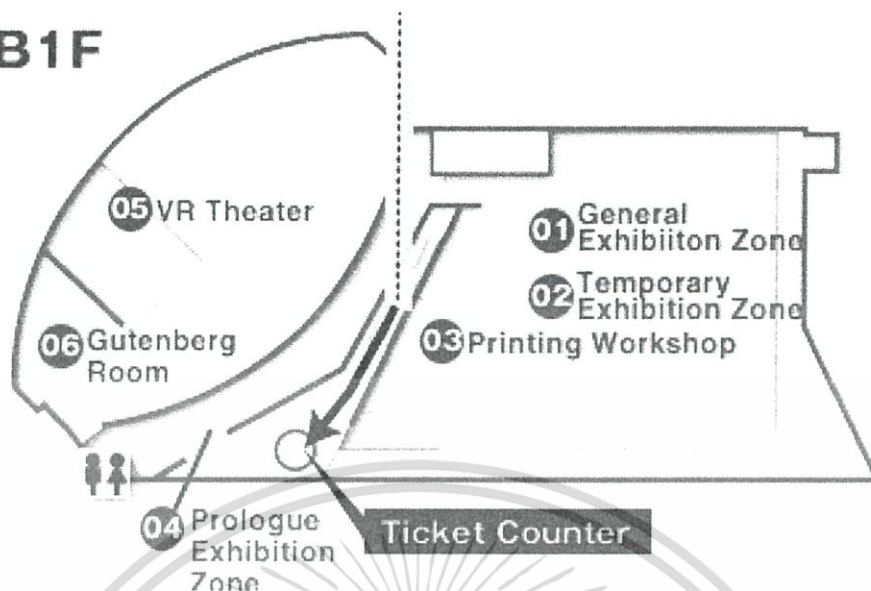 B1F
05 VR Theater
01 General
Exhibiiton Zone
02 Temporary
Exhibition Zone
03 Printing Workshop
06 Gutenberg
Room
04 Prologue
Exhibition
Zone
Ticket Counter